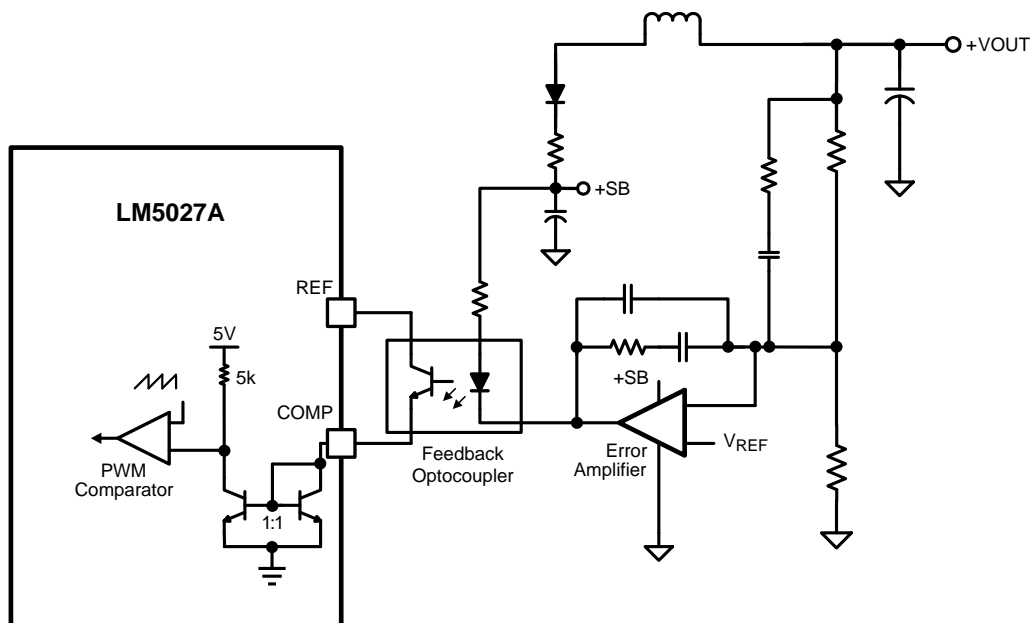 +VOUT
LM5027A
+SB
REF
5V
5k
COMP
+SB
VREF
PWM
Comparator
1:1
Feedback
Optocoupler
Error
Amplifier